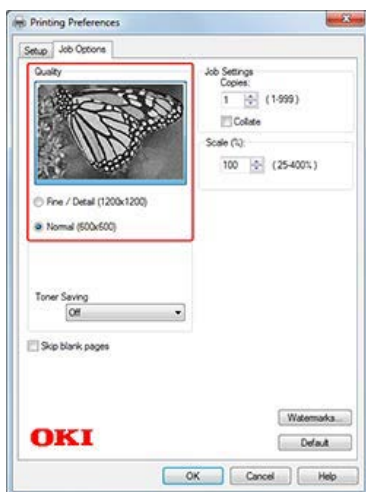 Printing Preferences
Setup Job Options
Quality
Fine / Detail (1200x1200)
Normal (600x600)
Toner Saving
Off
Skip blank pages
Job Settings
Copies:
1 (1-999)
Collate
Scale (%):
100 (25-400%)
OKI
Watermarks...
Default
OK Cancel Help